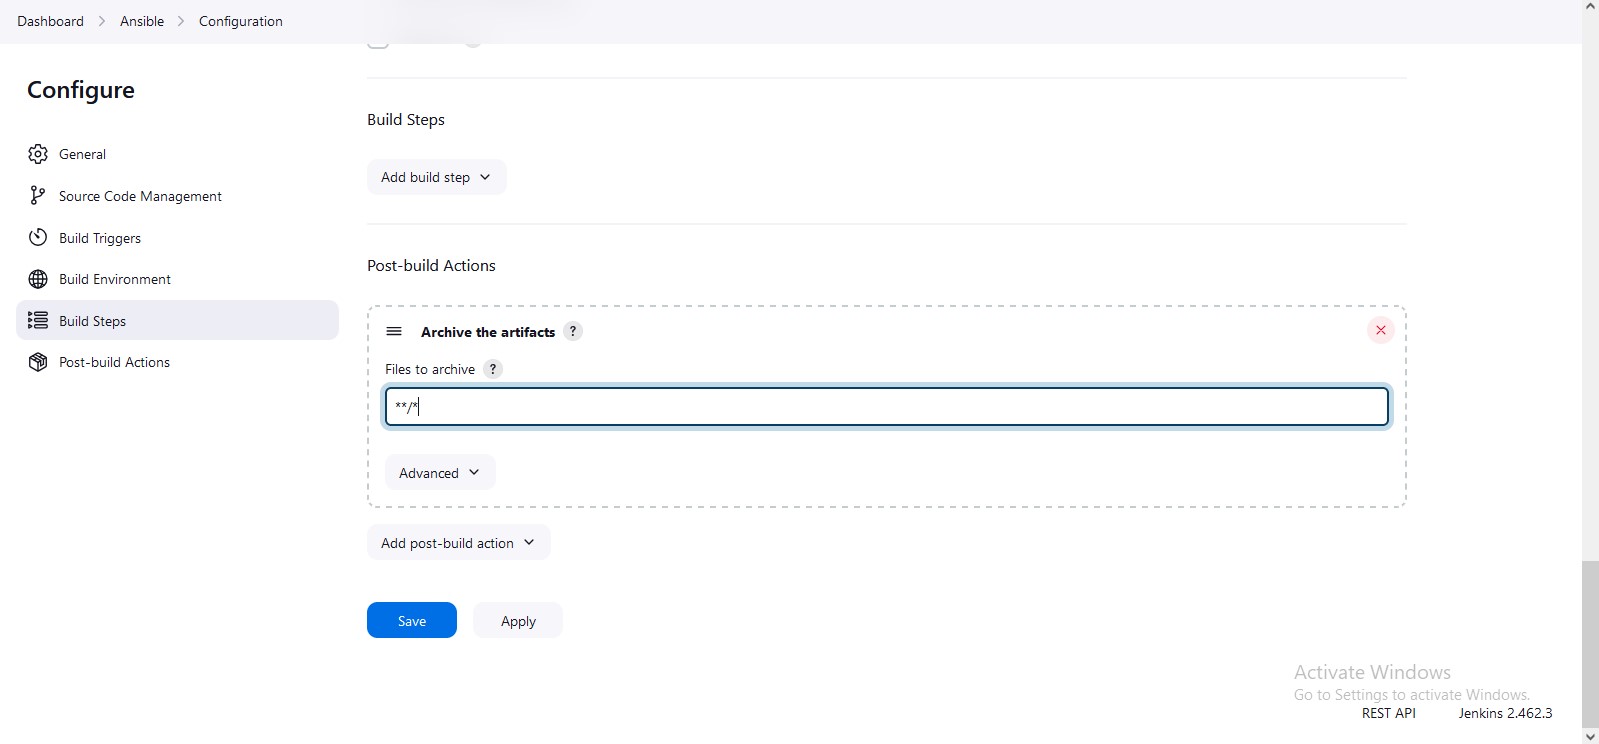 Dashboard > Ansible > Configuration
Configure
General
Source Code Management
Build Triggers
Build Environment
Build Steps
Post-build Actions
Build Steps
Add build step
Post-build Actions
Archive the artifacts ?
Files to archive ?
**/*
Advanced
Add post-build action
Save Apply
Activate Windows
Go to Settings to activate Windows.
REST API Jenkins 2.462.3